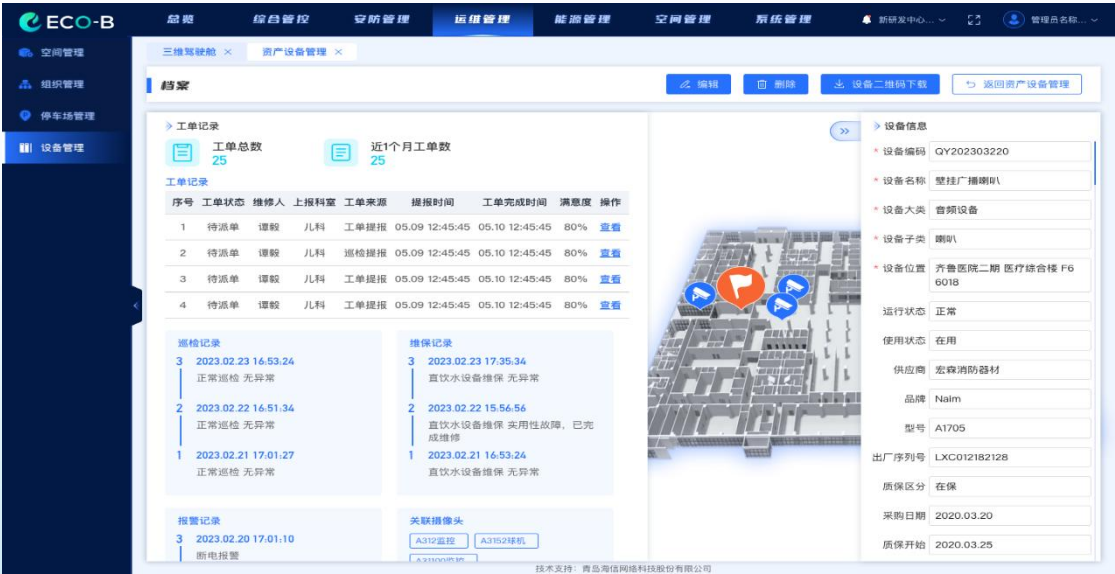 ECO-B
总览 综合管控 安防管理 运维管理 能源管理 空间管理 系统管理 新研发中心... 管理员名称...
空间管理
组织管理
停车场管理
设备管理
三维驾驶舱 × 资产设备管理 ×
档案
编辑 删除 设备二维码下载 返回资产设备管理
工单记录
工单总数
25
近1个月工单数
25
工单记录
序号 工单状态 维修人 上报科室 工单来源 提报时间 工单完成时间 满意度 操作
1 待派单 谭毅 儿科 工单提报 05.09 12:45:45 05.10 12:45:45 80% 查看
2 待派单 谭毅 儿科 巡检提报 05.09 12:45:45 05.10 12:45:45 80% 查看
3 待派单 谭毅 儿科 工单提报 05.09 12:45:45 05.10 12:45:45 80% 查看
4 待派单 谭毅 儿科 工单提报 05.09 12:45:45 05.10 12:45:45 80% 查看
巡检记录
3 2023.02.23 16:53:24
正常巡检 无异常
2 2023.02.22 16:51:34
正常巡检 无异常
1 2023.02.21 17:01:27
正常巡检 无异常
维保记录
3 2023.02.23 17:35:34
直饮水设备维保 无异常
2 2023.02.22 15:56:56
直饮水设备维保 实用性故障，已完
成维修
1 2023.02.21 16:53:24
直饮水设备维保 无异常
报警记录
3 2023.02.20 17:01:10
断电报警
关联摄像头
A312监控 A3152球机
设备信息
* 设备编码 QY202303220
* 设备名称 壁挂广播喇叭
* 设备大类 音频设备
* 设备子类 喇叭
* 设备位置 齐鲁医院二期 医疗综合楼 F6
6018
运行状态 正常
使用状态 在用
供应商 宏森消防器材
品牌 Naim
型号 A1705
出厂序列号 LXC012182128
质保区分 在保
采购日期 2020.03.20
质保开始 2020.03.25
技术支持：青岛海信网络科技股份有限公司